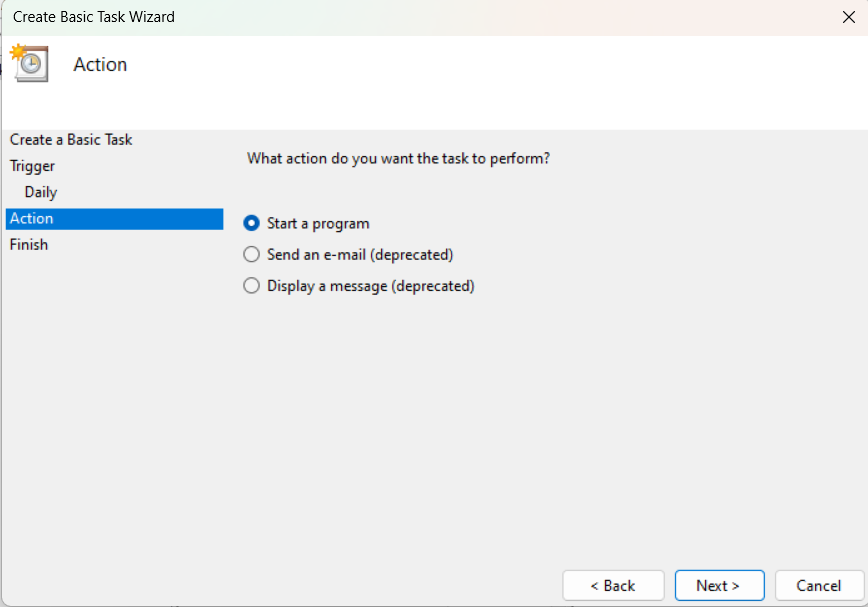 Create Basic Task Wizard
Action
Create a Basic Task
Trigger
Daily
Action
Finish
What action do you want the task to perform?
Start a program
Send an e-mail (deprecated)
Display a message (deprecated)
< Back
Next >
Cancel